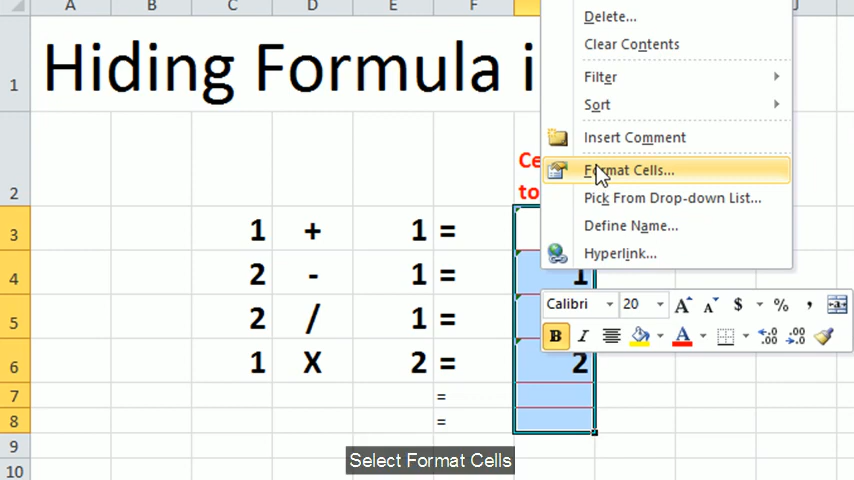 A B C D E F J
Delete...
Clear Contents
1 Hiding Formula i
Filter
Sort
Insert Comment
2 Ce
Format Cells...
to
Pick From Drop-down List...
3 1 + 1 =
Define Name...
Hyperlink...
4 2 - 1 = 1
Calibri 20 A A $ % ,
5 2 / 1 =
B I A
6 1 X 2 = 2
7 =
8 =
9
Select Format Cells
10